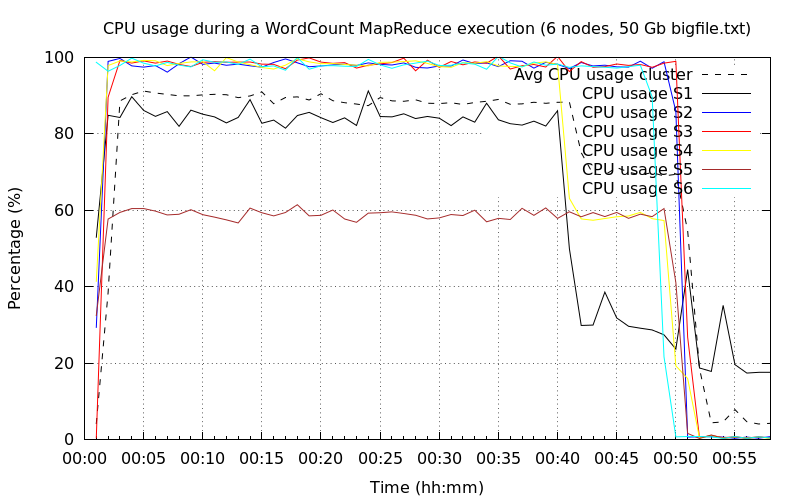 CPU usage during a WordCount MapReduce execution (6 nodes, 50 Gb bigfile.txt)
100
80
60
40
20
0
Percentage (%)
Avg CPU usage cluster
CPU usage S1
CPU usage S2
CPU usage S3
CPU usage S4
CPU usage S5
CPU usage S6
00:00 00:05 00:10 00:15 00:20 00:25 00:30 00:35 00:40 00:45 00:50 00:55
Time (hh:mm)